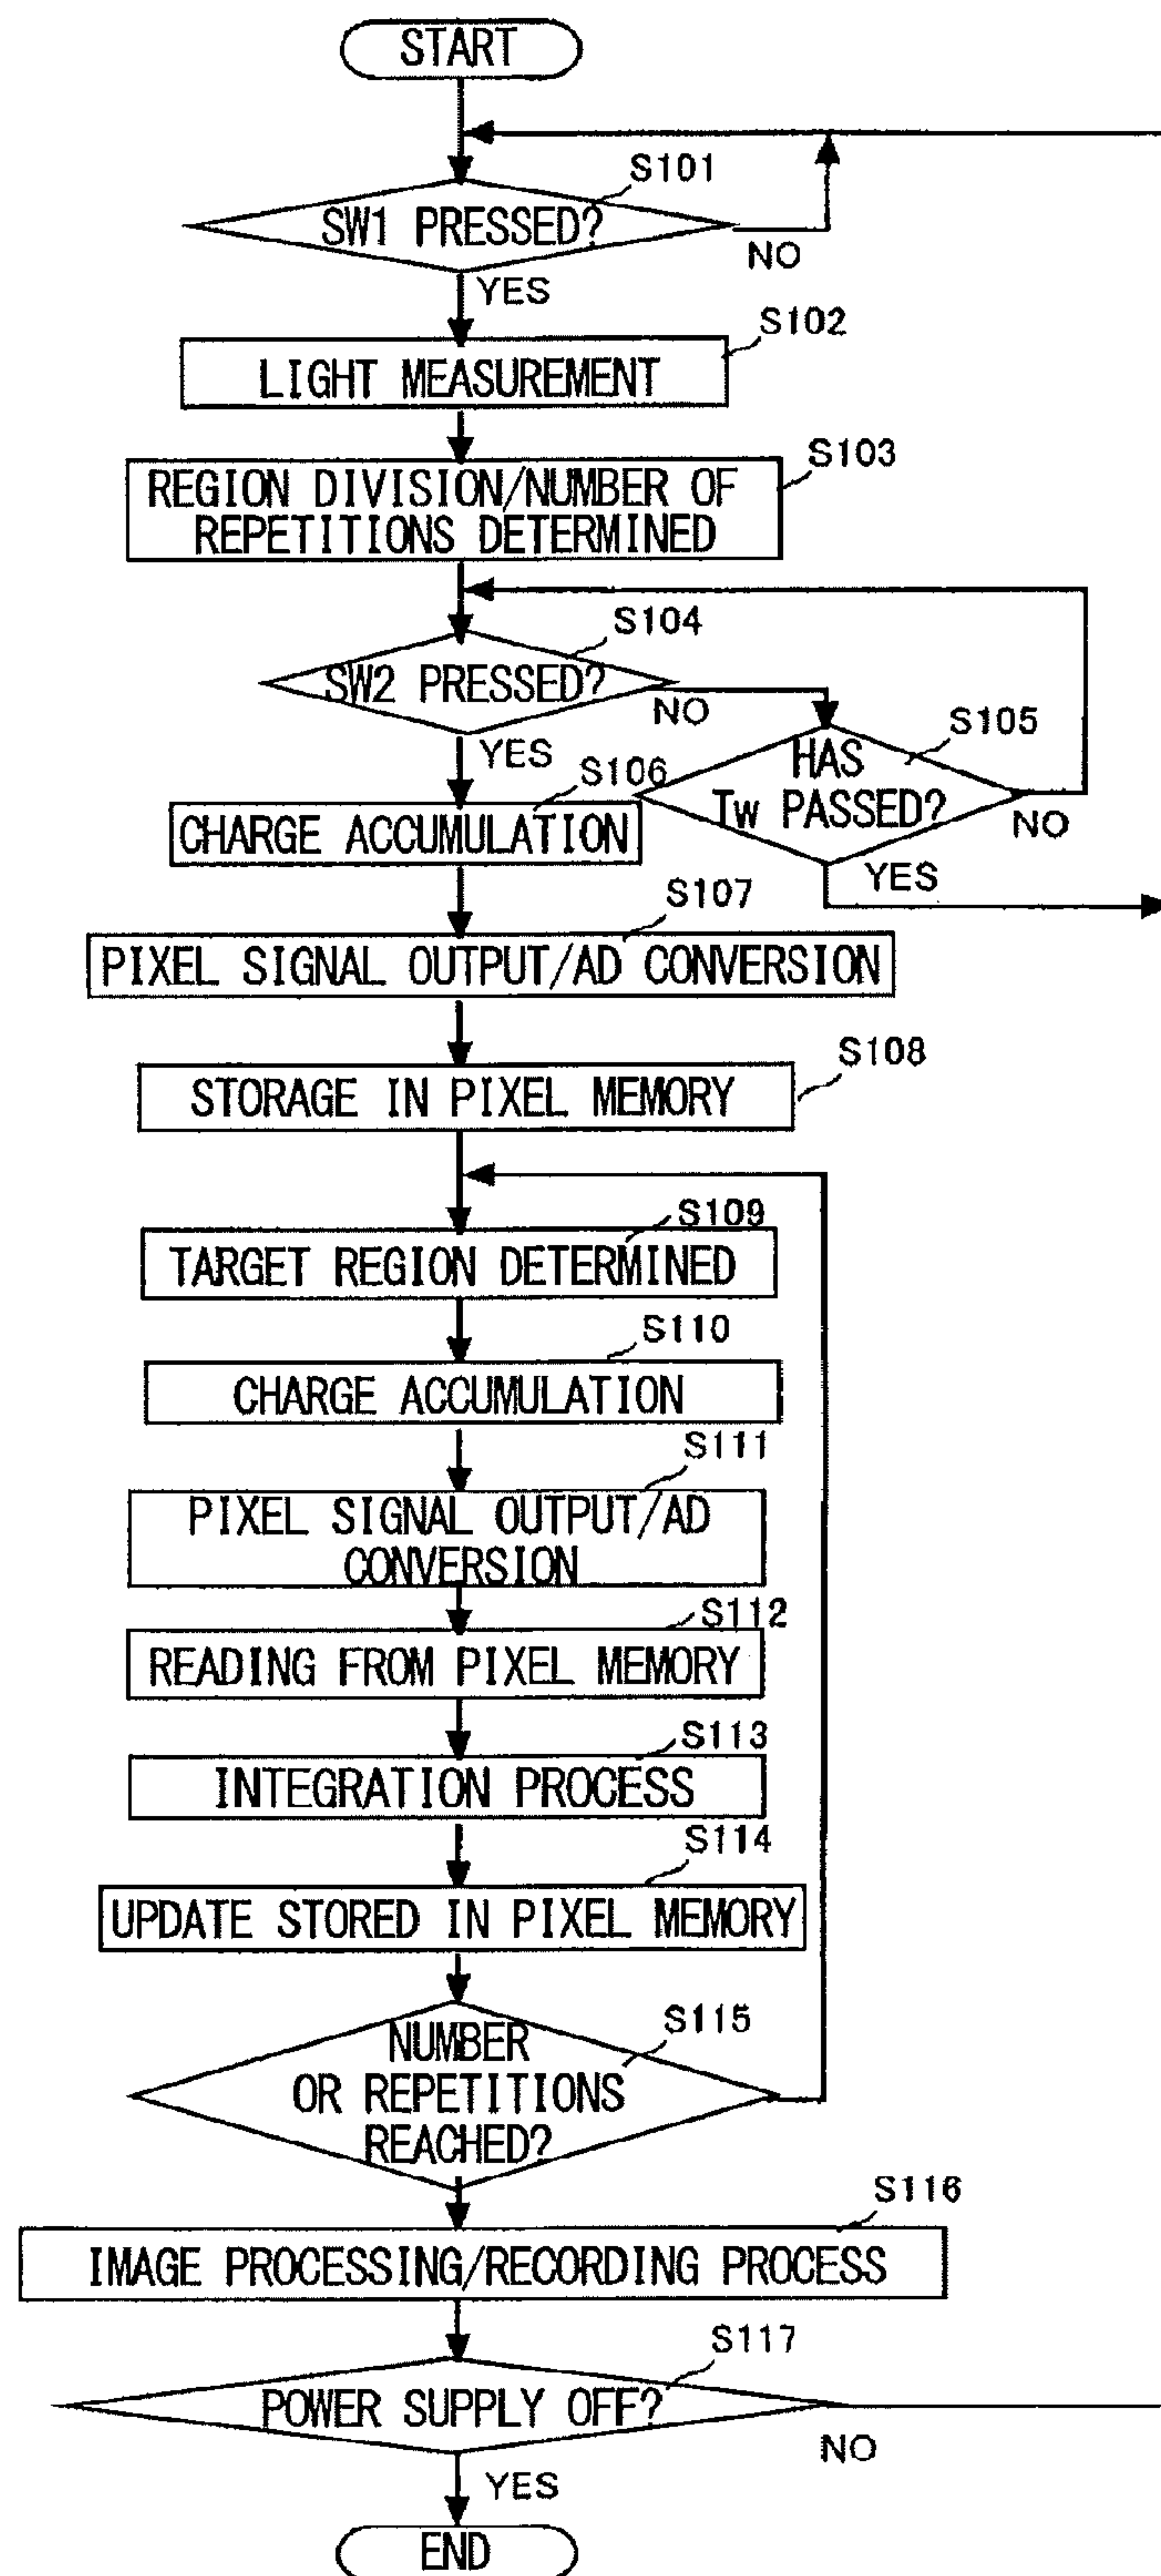 START
S101
SW1 PRESSED?
NO
YES
S102
LIGHT MEASUREMENT
S103
REGION DIVISION/NUMBER OF
REPETITIONS DETERMINED
S104
SW2 PRESSED?
NO
YES
S105
HAS
Tw PASSED?
NO
YES
S106
CHARGE ACCUMULATION
S107
PIXEL SIGNAL OUTPUT/AD CONVERSION
S108
STORAGE IN PIXEL MEMORY
S109
TARGET REGION DETERMINED
S110
CHARGE ACCUMULATION
S111
PIXEL SIGNAL OUTPUT/AD
CONVERSION
S112
READING FROM PIXEL MEMORY
S113
INTEGRATION PROCESS
S114
UPDATE STORED IN PIXEL MEMORY
S115
NUMBER
OR REPETITIONS
REACHED?
S116
IMAGE PROCESSING/RECORDING PROCESS
S117
POWER SUPPLY OFF?
NO
YES
END